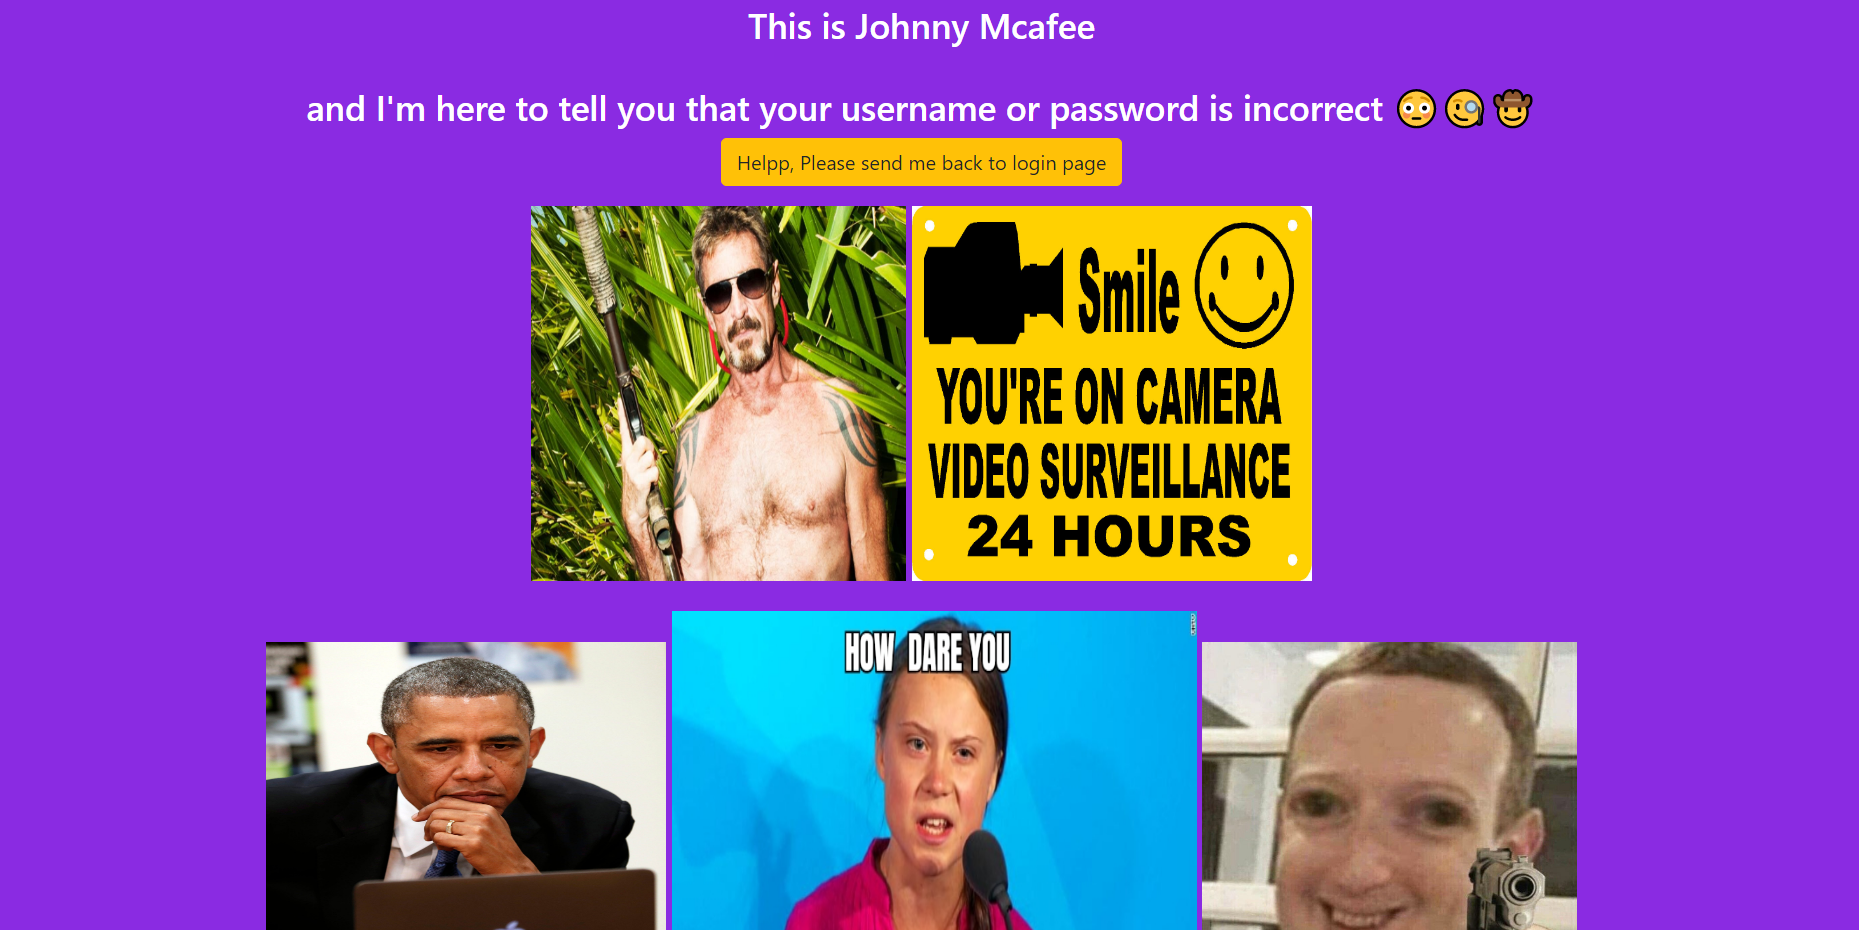 This is Johnny Mcafee
and I'm here to tell you that your username or password is incorrect 😳🧐🤠
Helpp, Please send me back to login page
Smile
YOU'RE ON CAMERA
VIDEO SURVEILLANCE
24 HOURS
HOW DARE YOU